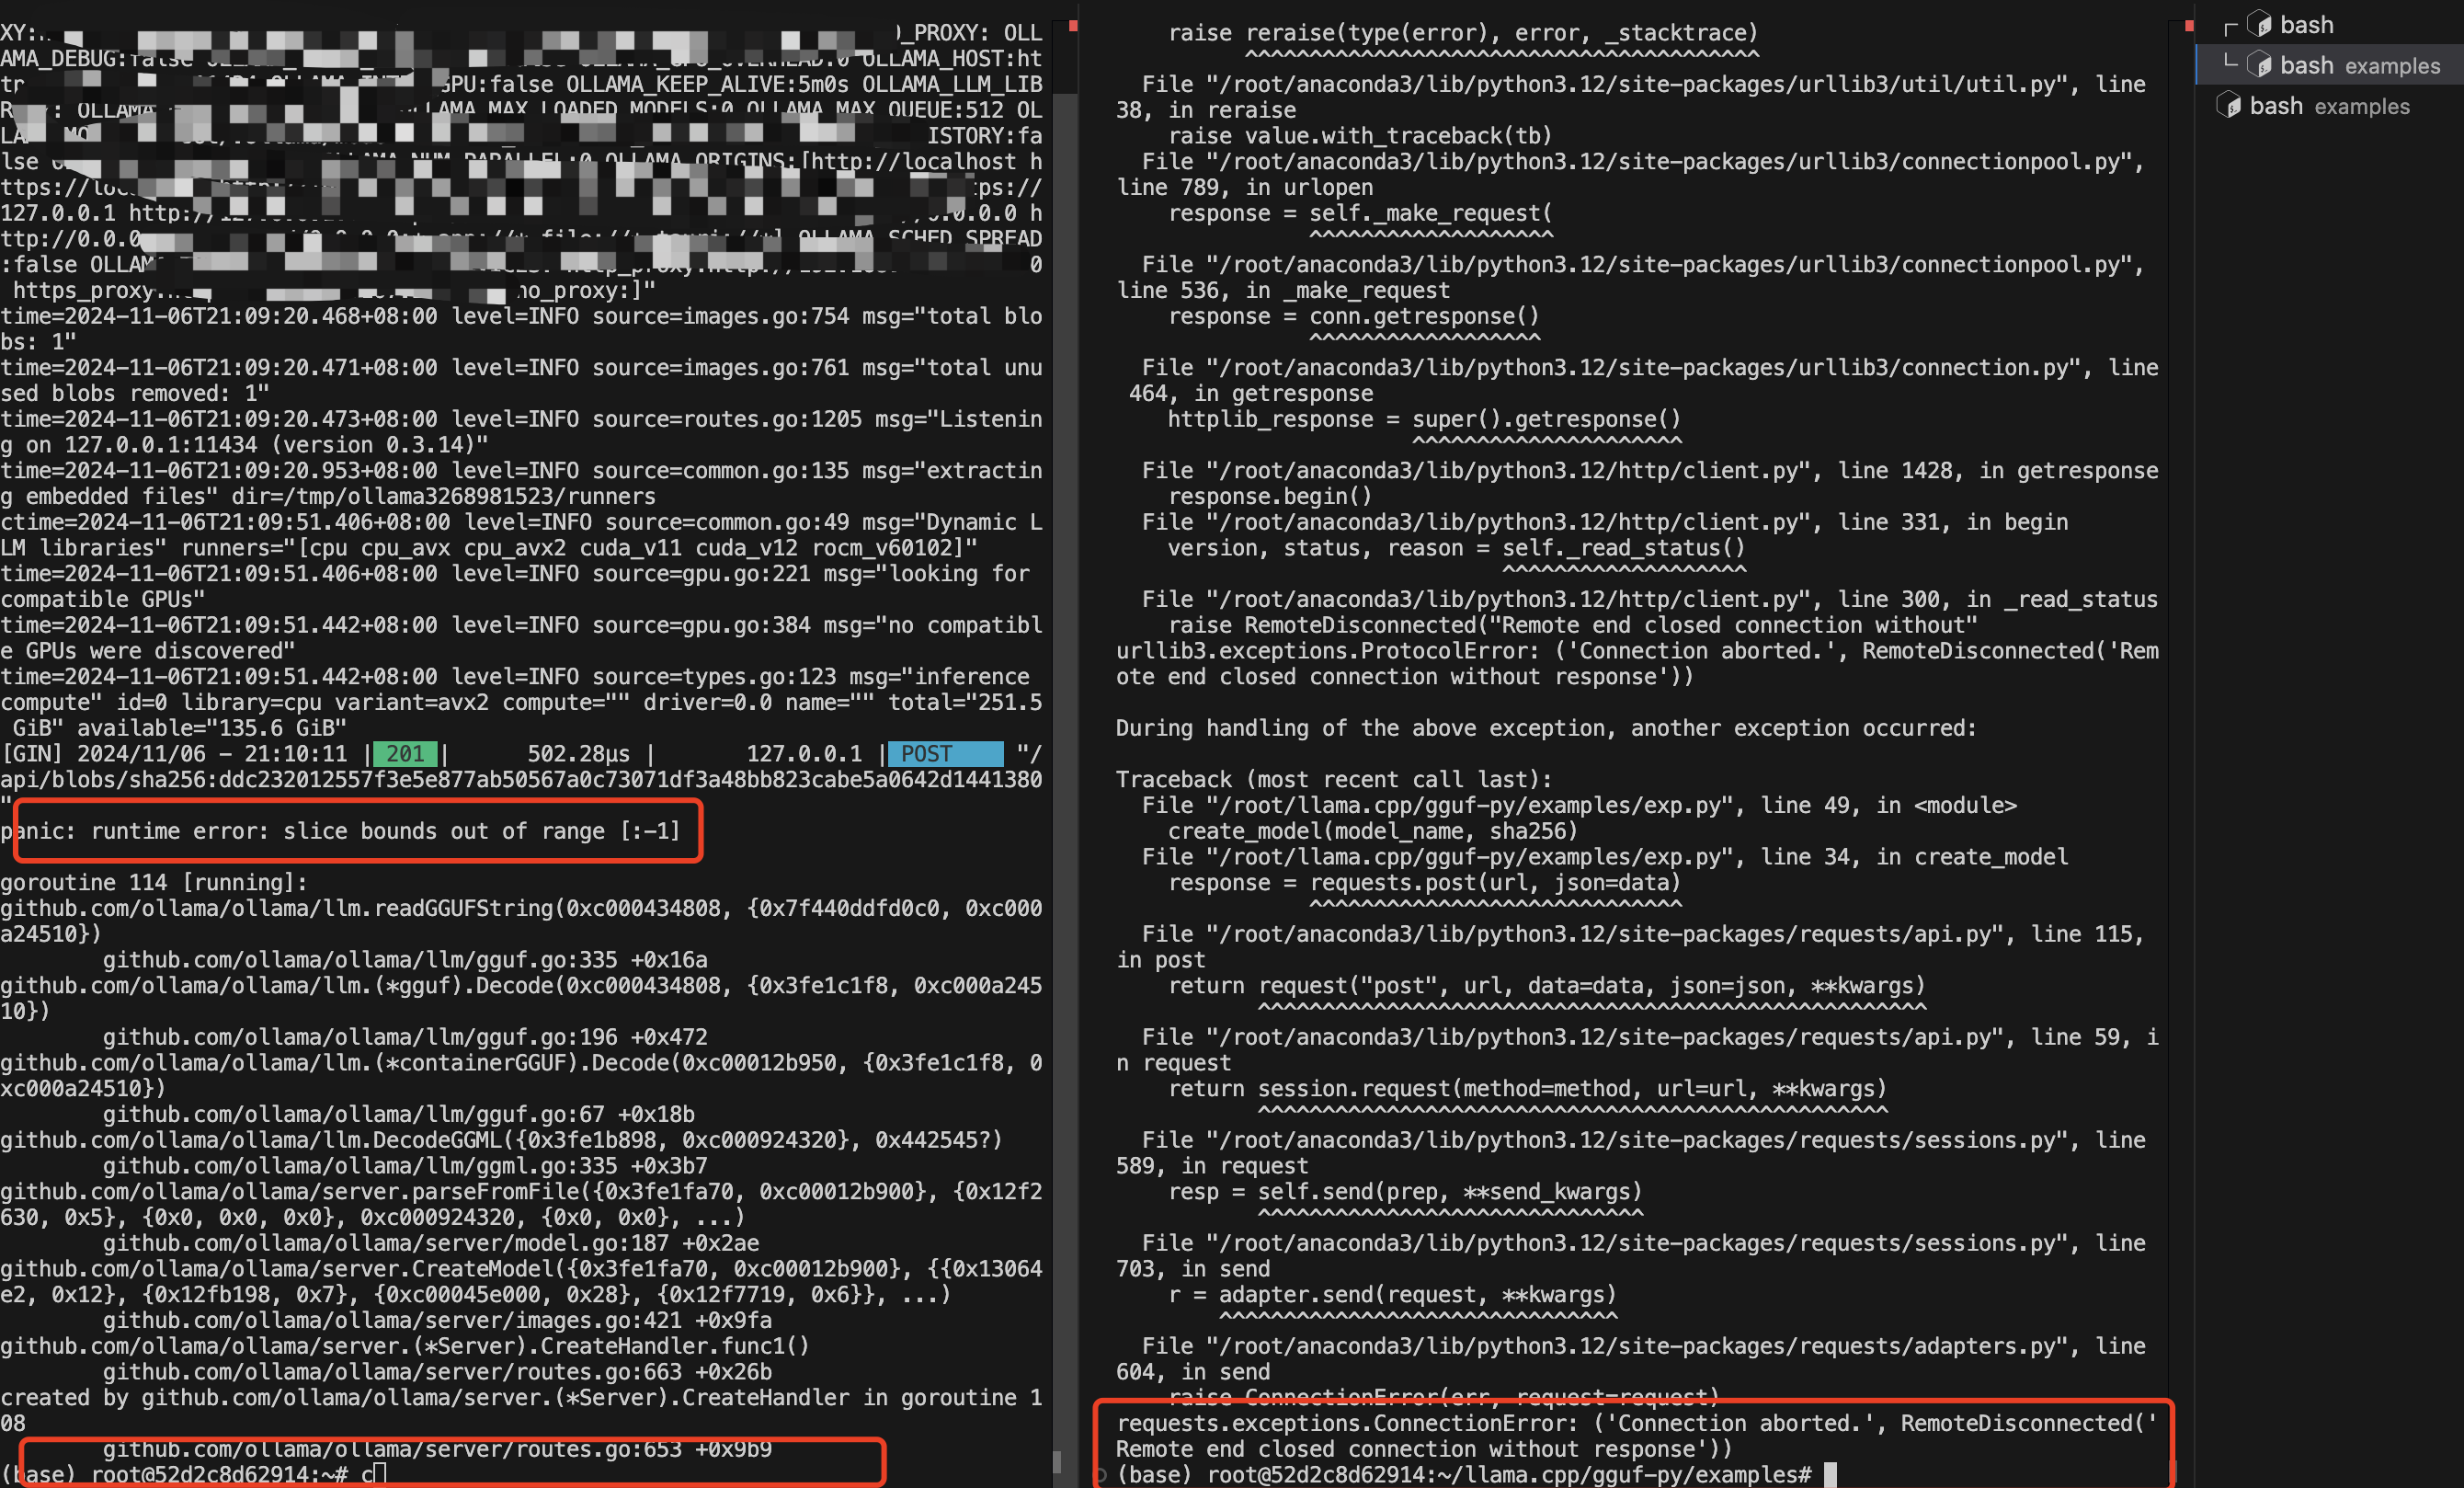 XY:
)_PROXY: OLL
AMA_DEBUG:false OLLAMA_GPU_OVERHEAD:0 OLLAMA_HOST:ht
GPU:false OLLAMA_KEEP_ALIVE:5m0s OLLAMA_LLM_LIB
OLLAMA_MAX_LOADED_MODELS:0 OLLAMA_MAX_QUEUE:512 OL
ISTORY:fa
lse OLLAMA_NUM_PARALLEL:0 OLLAMA_ORIGINS:[http://localhost h
ttps://
127.0.0.1 http://
ttp://0.0.0 OLLAMA_SCHED_SPREAD
:false 0
https_proxy: no_proxy:]"
time=2024-11-06T21:09:20.468+08:00 level=INFO source=images.go:754 msg="total blo
bs: 1"
time=2024-11-06T21:09:20.471+08:00 level=INFO source=images.go:761 msg="total unu
sed blobs removed: 1"
time=2024-11-06T21:09:20.473+08:00 level=INFO source=routes.go:1205 msg="Listenin
g on 127.0.0.1:11434 (version 0.3.14)"
time=2024-11-06T21:09:20.953+08:00 level=INFO source=common.go:135 msg="extractin
g embedded files" dir=/tmp/ollama3268981523/runners
ctime=2024-11-06T21:09:51.406+08:00 level=INFO source=common.go:49 msg="Dynamic L
LM libraries" runners="[cpu cpu_avx cpu_avx2 cuda_v11 cuda_v12 rocm_v60102]"
time=2024-11-06T21:09:51.406+08:00 level=INFO source=gpu.go:221 msg="looking for
compatible GPUs"
time=2024-11-06T21:09:51.442+08:00 level=INFO source=gpu.go:384 msg="no compatibl
e GPUs were discovered"
time=2024-11-06T21:09:51.442+08:00 level=INFO source=types.go:123 msg="inference
compute" id=0 library=cpu variant=avx2 compute="" driver=0.0 name="" total="251.5
GiB" available="135.6 GiB"
[GIN] 2024/11/06 - 21:10:11 | 201 | 502.28µs | 127.0.0.1 | POST "/
api/blobs/sha256:ddc232012557f3e5e877ab50567a0c73071df3a48bb823cabe5a0642d1441380
"
panic: runtime error: slice bounds out of range [:-1]
goroutine 114 [running]:
github.com/ollama/ollama/llm.readGGUFString(0xc000434808, {0x7f440ddfd0c0, 0xc000
a24510})
github.com/ollama/ollama/llm/gguf.go:335 +0x16a
github.com/ollama/ollama/llm.(*gguf).Decode(0xc000434808, {0x3fe1c1f8, 0xc000a245
10})
github.com/ollama/ollama/llm/gguf.go:196 +0x472
github.com/ollama/ollama/llm.(*containerGGUF).Decode(0xc00012b950, {0x3fe1c1f8, 0
xc000a24510})
github.com/ollama/ollama/llm/gguf.go:67 +0x18b
github.com/ollama/ollama/llm.DecodeGGML({0x3fe1b898, 0xc000924320}, 0x442545?)
github.com/ollama/ollama/llm/ggml.go:335 +0x3b7
github.com/ollama/ollama/server.parseFromFile({0x3fe1fa70, 0xc00012b900}, {0x12f2
630, 0x5}, {0x0, 0x0, 0x0}, 0xc000924320, {0x0, 0x0}, ...)
github.com/ollama/ollama/server/model.go:187 +0x2ae
github.com/ollama/ollama/server.CreateModel({0x3fe1fa70, 0xc00012b900}, {{0x13064
e2, 0x12}, {0x12fb198, 0x7}, {0xc00045e000, 0x28}, {0x12f7719, 0x6}}, ...)
github.com/ollama/ollama/server/images.go:421 +0x9fa
github.com/ollama/ollama/server.(*Server).CreateHandler.func1()
github.com/ollama/ollama/server/routes.go:663 +0x26b
created by github.com/ollama/ollama/server.(*Server).CreateHandler in goroutine 1
08
github.com/ollama/ollama/server/routes.go:653 +0x9b9
(base) root@52d2c8d62914:~# c
raise reraise(type(error), error, _stacktrace)
^^^^^^^^^^^^^^^^^^^^^^^^^^^^^^^^^^^^^^^^
File "/root/anaconda3/lib/python3.12/site-packages/urllib3/util/util.py", line
38, in reraise
raise value.with_traceback(tb)
File "/root/anaconda3/lib/python3.12/site-packages/urllib3/connectionpool.py",
line 789, in urlopen
response = self._make_request(
^^^^^^^^^^^^^^^^^^^
File "/root/anaconda3/lib/python3.12/site-packages/urllib3/connectionpool.py",
line 536, in _make_request
response = conn.getresponse()
^^^^^^^^^^^^^^^^^^
File "/root/anaconda3/lib/python3.12/site-packages/urllib3/connection.py", line
464, in getresponse
httplib_response = super().getresponse()
^^^^^^^^^^^^^^^^^^^^^
File "/root/anaconda3/lib/python3.12/http/client.py", line 1428, in getresponse
response.begin()
File "/root/anaconda3/lib/python3.12/http/client.py", line 331, in begin
version, status, reason = self._read_status()
^^^^^^^^^^^^^^^^^^^
File "/root/anaconda3/lib/python3.12/http/client.py", line 300, in _read_status
raise RemoteDisconnected("Remote end closed connection without"
urllib3.exceptions.ProtocolError: ('Connection aborted.', RemoteDisconnected('Rem
ote end closed connection without response'))
During handling of the above exception, another exception occurred:
Traceback (most recent call last):
File "/root/llama.cpp/gguf-py/examples/exp.py", line 49, in <module>
create_model(model_name, sha256)
File "/root/llama.cpp/gguf-py/examples/exp.py", line 34, in create_model
response = requests.post(url, json=data)
^^^^^^^^^^^^^^^^^^^^^^^^^^^^^
File "/root/anaconda3/lib/python3.12/site-packages/requests/api.py", line 115,
in post
return request("post", url, data=data, json=json, **kwargs)
^^^^^^^^^^^^^^^^^^^^^^^^^^^^^^^^^^^^^^^^^^^^^^^^^^^^
File "/root/anaconda3/lib/python3.12/site-packages/requests/api.py", line 59, i
n request
return session.request(method=method, url=url, **kwargs)
^^^^^^^^^^^^^^^^^^^^^^^^^^^^^^^^^^^^^^^^^^^^^^^^^
File "/root/anaconda3/lib/python3.12/site-packages/requests/sessions.py", line
589, in request
resp = self.send(prep, **send_kwargs)
^^^^^^^^^^^^^^^^^^^^^^^^^^^^^^
File "/root/anaconda3/lib/python3.12/site-packages/requests/sessions.py", line
703, in send
r = adapter.send(request, **kwargs)
^^^^^^^^^^^^^^^^^^^^^^^^^^^^^^^
File "/root/anaconda3/lib/python3.12/site-packages/requests/adapters.py", line
604, in send
raise ConnectionError(err, request=request)
requests.exceptions.ConnectionError: ('Connection aborted.', RemoteDisconnected('
Remote end closed connection without response'))
(base) root@52d2c8d62914:~/llama.cpp/gguf-py/examples#
bash
bash examples
bash examples